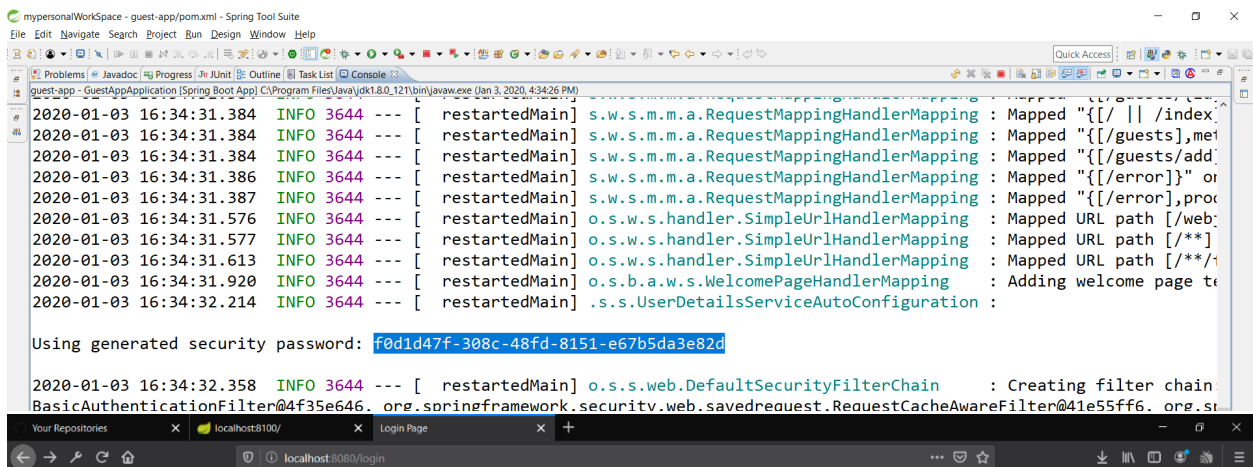 mypersonalWorkSpace - guest-app/pom.xml - Spring Tool Suite
File Edit Navigate Search Project Run Design Window Help
Quick Access
Problems Javadoc Progress JUnit Outline Task List Console
guest-app - GuestAppApplication [Spring Boot App] C:\Program Files\Java\jdk1.8.0_121\bin\javaw.exe (Jan 3, 2020, 4:34:26 PM)
2020-01-03 16:34:31.384 INFO 3644 --- [ restartedMain] s.w.s.m.m.a.RequestMappingHandlerMapping : Mapped "{[/ || /index]
2020-01-03 16:34:31.384 INFO 3644 --- [ restartedMain] s.w.s.m.m.a.RequestMappingHandlerMapping : Mapped "{[/guests],met
2020-01-03 16:34:31.384 INFO 3644 --- [ restartedMain] s.w.s.m.m.a.RequestMappingHandlerMapping : Mapped "{[/guests/add]
2020-01-03 16:34:31.386 INFO 3644 --- [ restartedMain] s.w.s.m.m.a.RequestMappingHandlerMapping : Mapped "{[/error]}" on
2020-01-03 16:34:31.387 INFO 3644 --- [ restartedMain] s.w.s.m.m.a.RequestMappingHandlerMapping : Mapped "{[/error],prod
2020-01-03 16:34:31.576 INFO 3644 --- [ restartedMain] o.s.w.s.handler.SimpleUrlHandlerMapping : Mapped URL path [/webj
2020-01-03 16:34:31.577 INFO 3644 --- [ restartedMain] o.s.w.s.handler.SimpleUrlHandlerMapping : Mapped URL path [/**]
2020-01-03 16:34:31.613 INFO 3644 --- [ restartedMain] o.s.w.s.handler.SimpleUrlHandlerMapping : Mapped URL path [/**/f
2020-01-03 16:34:31.920 INFO 3644 --- [ restartedMain] o.s.b.a.w.s.WelcomePageHandlerMapping : Adding welcome page te
2020-01-03 16:34:32.214 INFO 3644 --- [ restartedMain] .s.s.UserDetailsServiceAutoConfiguration :
Using generated security password: f0d1d47f-308c-48fd-8151-e67b5da3e82d
2020-01-03 16:34:32.358 INFO 3644 --- [ restartedMain] o.s.s.web.DefaultSecurityFilterChain : Creating filter chain:
BasicAuthenticationFilter@4f35e646, org.springframework.security.web.savedrequest.RequestCacheAwareFilter@41e55ff6, org.sp
Your Repositories localhost:8100/ Login Page
localhost:8080/login